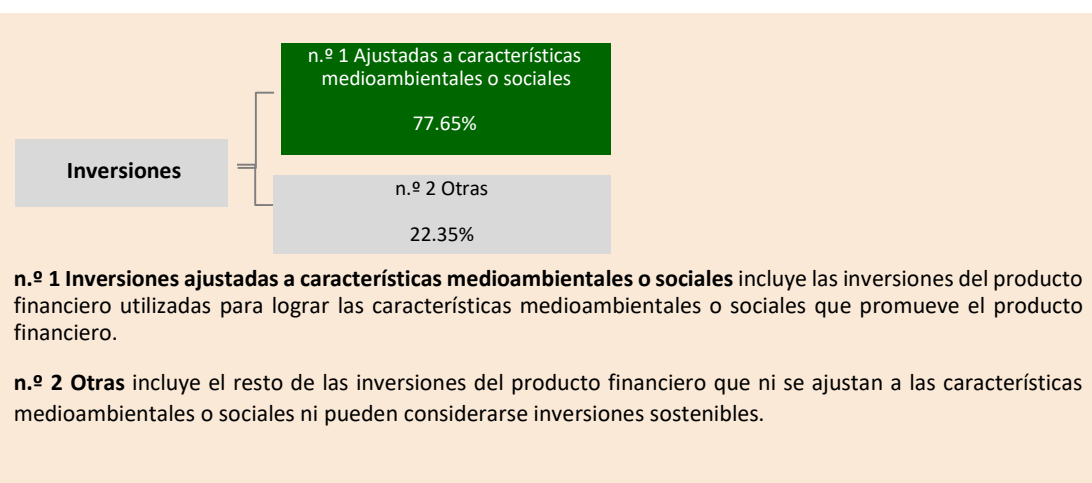 n.º 1 Ajustadas a características
medioambientales o sociales
77.65%
Inversiones
n.º 2 Otras
22.35%
n.º 1 Inversiones ajustadas a características medioambientales o sociales incluye las inversiones del producto
financiero utilizadas para lograr las características medioambientales o sociales que promueve el producto
financiero.
n.º 2 Otras incluye el resto de las inversiones del producto financiero que ni se ajustan a las características
medioambientales o sociales ni pueden considerarse inversiones sostenibles.